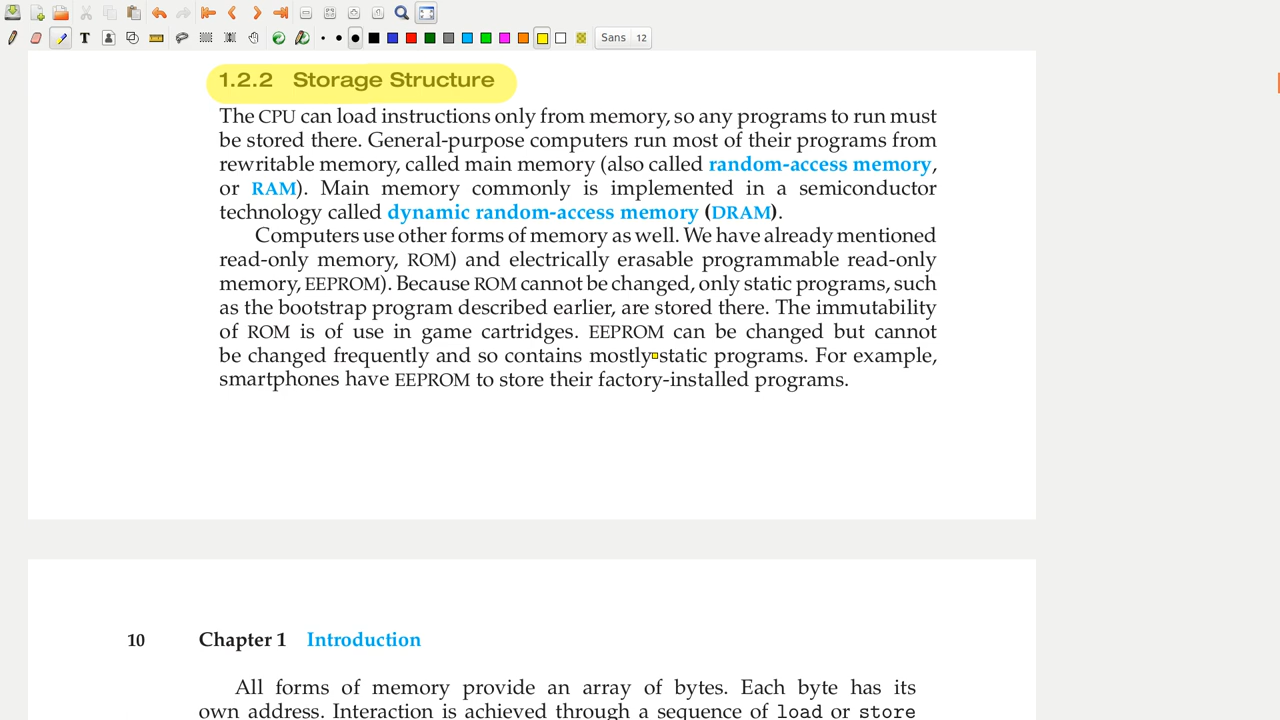 T
Sans 12
1.2.2 Storage Structure
The CPU can load instructions only from memory, so any programs to run must
be stored there. General-purpose computers run most of their programs from
rewritable memory, called main memory (also called random-access memory,
or RAM). Main memory commonly is implemented in a semiconductor
technology called dynamic random-access memory (DRAM).
Computers use other forms of memory as well. We have already mentioned
read-only memory, ROM) and electrically erasable programmable read-only
memory, EEPROM). Because ROM cannot be changed, only static programs, such
as the bootstrap program described earlier, are stored there. The immutability
of ROM is of use in game cartridges. EEPROM can be changed but cannot
be changed frequently and so contains mostly static programs. For example,
smartphones have EEPROM to store their factory-installed programs.
10 Chapter 1 Introduction
All forms of memory provide an array of bytes. Each byte has its
own address. Interaction is achieved through a sequence of load or store